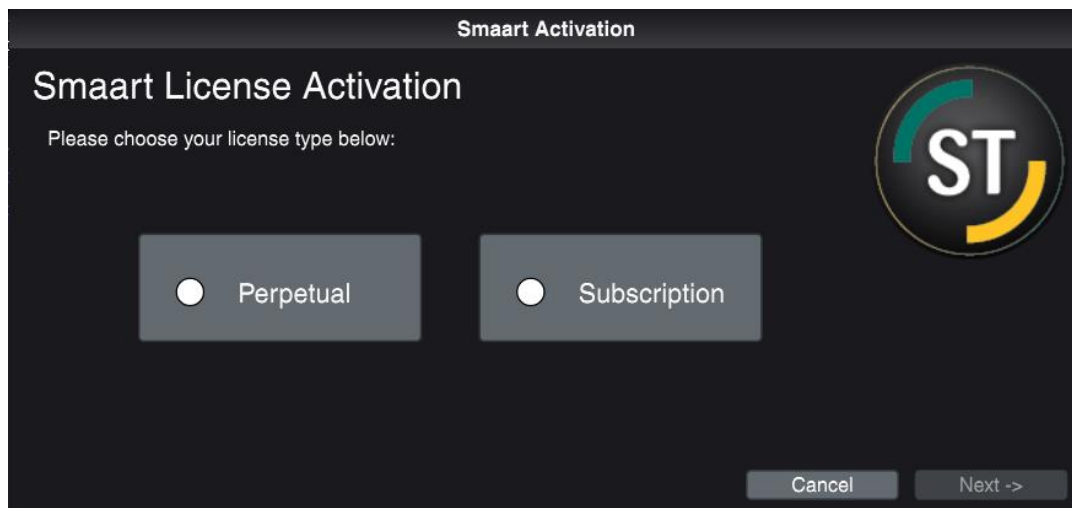 Smaart Activation
Smaart License Activation
Please choose your license type below:
ST
Perpetual
Subscription
Cancel
Next ->